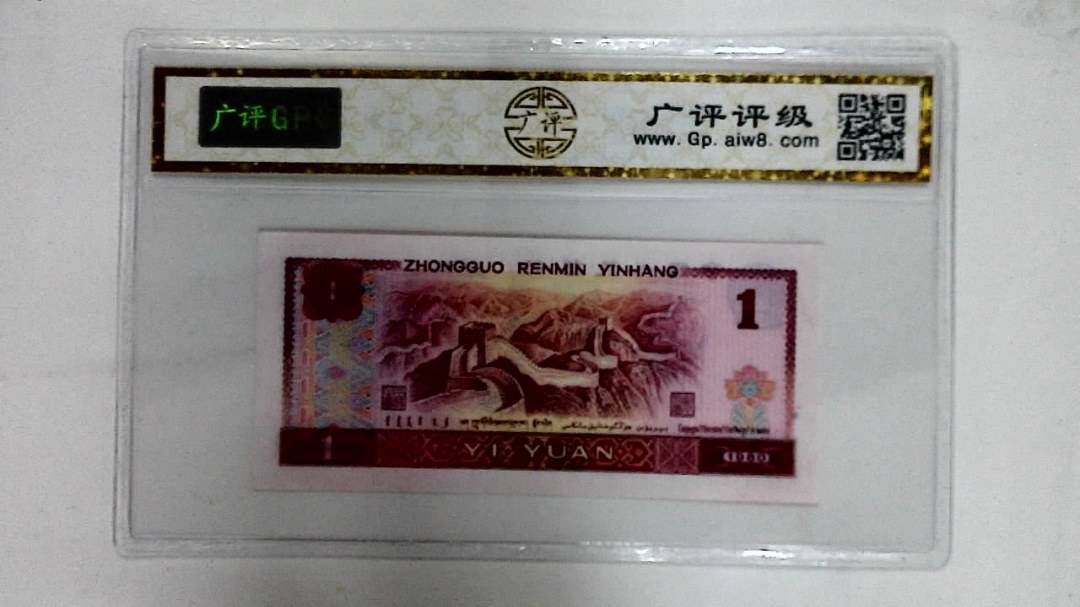 广评GP
广评
广评评级
www. Gp. aiw8. com
ZHONGGUO RENMIN YINHANG
1
YI YUAN
1980
1